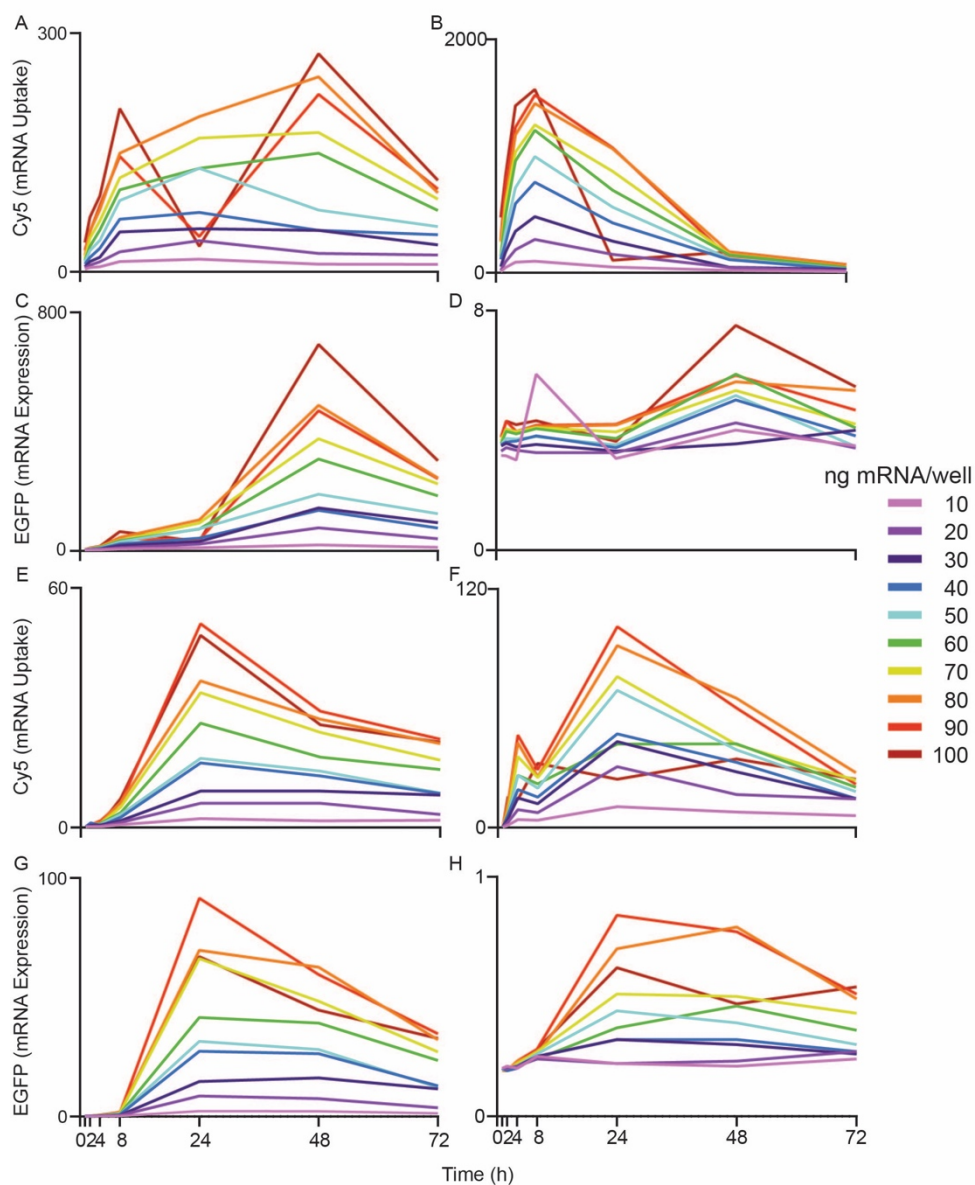 A
B
300
2000
Cy5 (mRNA Uptake)
0
0
C
D
800
8
EGFP (mRNA Expression)
0
0
ng mRNA/well
10
20
30
40
50
60
70
80
90
100
E
F
60
120
Cy5 (mRNA Uptake)
0
0
G
H
100
1
EGFP (mRNA Expression)
0
0
0 2 4 8 24 48 72
0 2 4 8 24 48 72
Time (h)